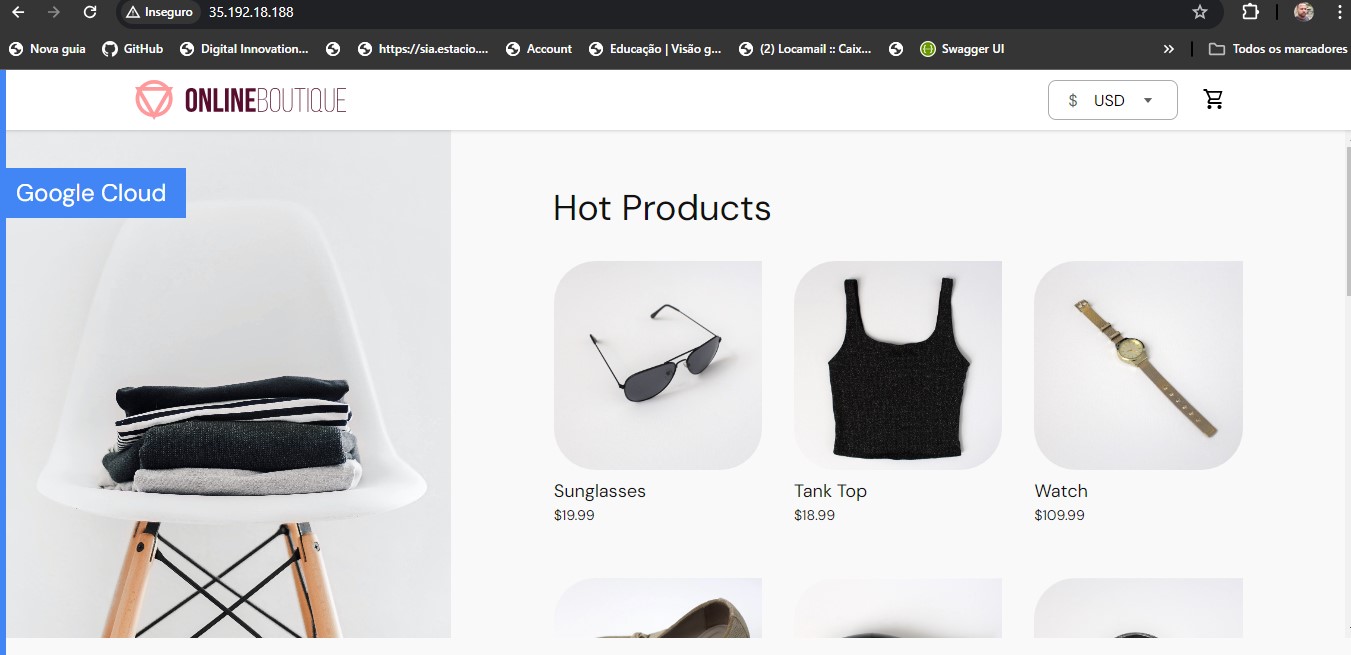 Inseguro 35.192.18.188
Nova guia GitHub Digital Innovation... https://sia.estacio.... Account Educação | Visão g... (2) Locamail :: Caix... Swagger UI » Todos os marcadores
ONLINEBOUTIQUE $ USD
Google Cloud
Hot Products
Sunglasses Tank Top Watch
$19.99 $18.99 $109.99